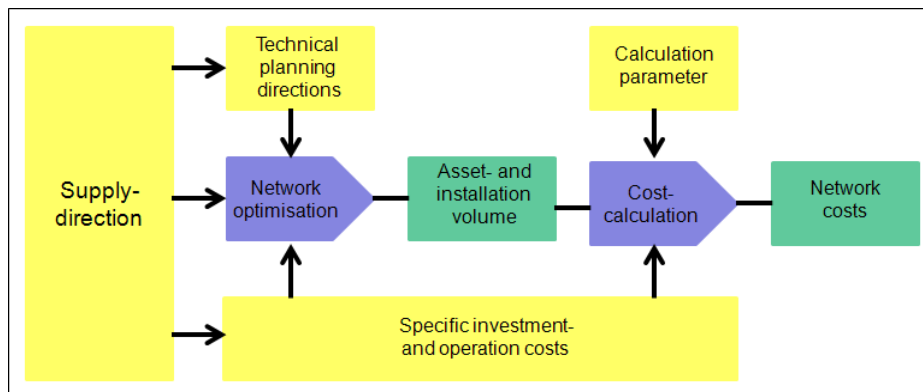 Supply-
direction
Technical
planning
directions
Network
optimisation
Asset- and
installation
volume
Calculation
parameter
Cost-
calculation
Network
costs
Specific investment-
and operation costs